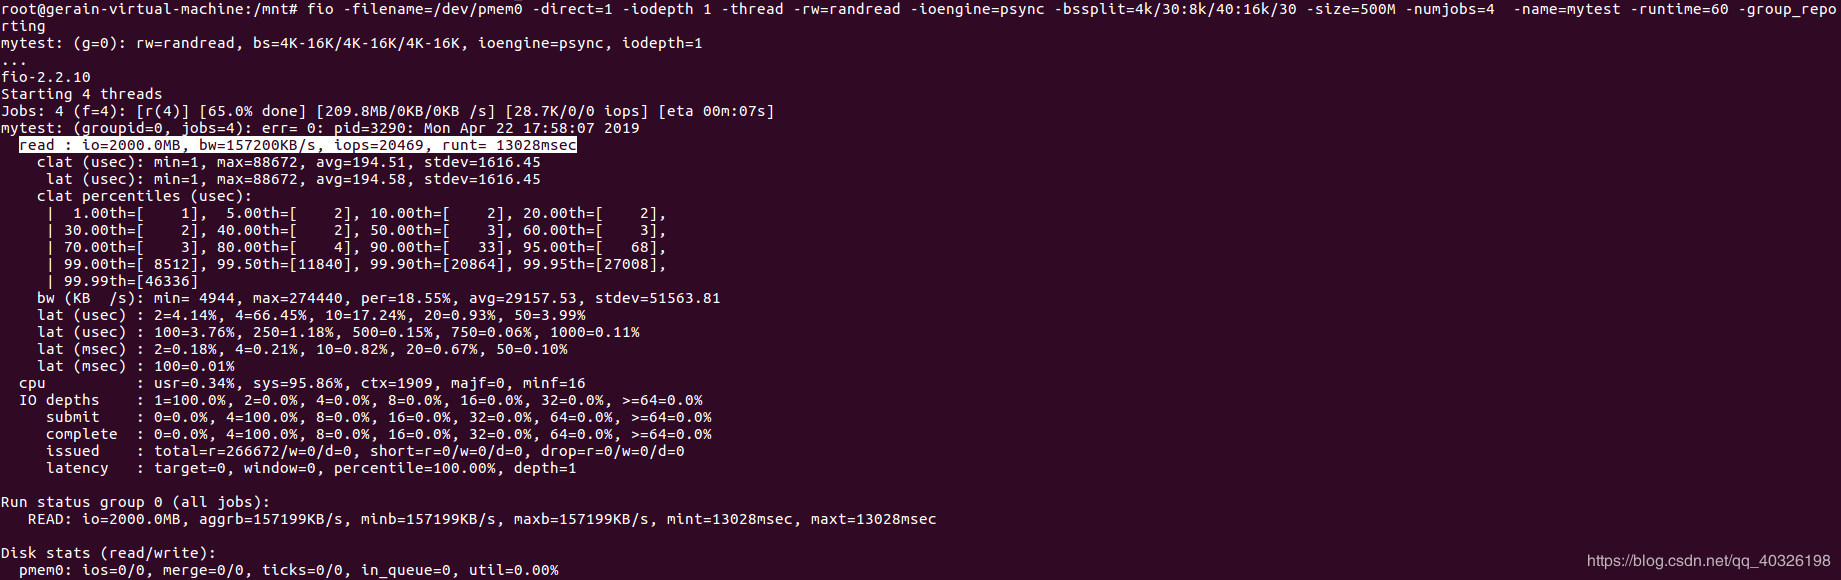 root@gerain-virtual-machine:/mnt# fio -filename=/dev/pmem0 -direct=1 -iodepth 1 -thread -rw=randread -ioengine=psync -bssplit=4k/30:8k/40:16k/30 -size=500M -numjobs=4  -name=mytest -runtime=60 -group_repo
rting
mytest: (g=0): rw=randread, bs=4K-16K/4K-16K/4K-16K, ioengine=psync, iodepth=1
...
fio-2.2.10
Starting 4 threads
Jobs: 4 (f=4): [r(4)] [65.0% done] [209.8MB/0KB/0KB /s] [28.7K/0/0 iops] [eta 00m:07s]
mytest: (groupid=0, jobs=4): err= 0: pid=3290: Mon Apr 22 17:58:07 2019
  read : io=2000.0MB, bw=157200KB/s, iops=20469, runt= 13028msec
    clat (usec): min=1, max=88672, avg=194.51, stdev=1616.45
     lat (usec): min=1, max=88672, avg=194.58, stdev=1616.45
    clat percentiles (usec):
     |  1.00th=[    1],  5.00th=[    2], 10.00th=[    2], 20.00th=[    2],
     | 30.00th=[    2], 40.00th=[    2], 50.00th=[    3], 60.00th=[    3],
     | 70.00th=[    3], 80.00th=[    4], 90.00th=[   33], 95.00th=[   68],
     | 99.00th=[ 8512], 99.50th=[11840], 99.90th=[20864], 99.95th=[27008],
     | 99.99th=[46336]
    bw (KB  /s): min= 4944, max=274440, per=18.55%, avg=29157.53, stdev=51563.81
    lat (usec) : 2=4.14%, 4=66.45%, 10=17.24%, 20=0.93%, 50=3.99%
    lat (usec) : 100=3.76%, 250=1.18%, 500=0.15%, 750=0.06%, 1000=0.11%
    lat (msec) : 2=0.18%, 4=0.21%, 10=0.82%, 20=0.67%, 50=0.10%
    lat (msec) : 100=0.01%
  cpu          : usr=0.34%, sys=95.86%, ctx=1909, majf=0, minf=16
  IO depths    : 1=100.0%, 2=0.0%, 4=0.0%, 8=0.0%, 16=0.0%, 32=0.0%, >=64=0.0%
     submit    : 0=0.0%, 4=100.0%, 8=0.0%, 16=0.0%, 32=0.0%, 64=0.0%, >=64=0.0%
     complete  : 0=0.0%, 4=100.0%, 8=0.0%, 16=0.0%, 32=0.0%, 64=0.0%, >=64=0.0%
     issued    : total=r=266672/w=0/d=0, short=r=0/w=0/d=0, drop=r=0/w=0/d=0
     latency   : target=0, window=0, percentile=100.00%, depth=1

Run status group 0 (all jobs):
   READ: io=2000.0MB, aggrb=157199KB/s, minb=157199KB/s, maxb=157199KB/s, mint=13028msec, maxt=13028msec

Disk stats (read/write):
  pmem0: ios=0/0, merge=0/0, ticks=0/0, in_queue=0, util=0.00%
https://blog.csdn.net/qq_40326198